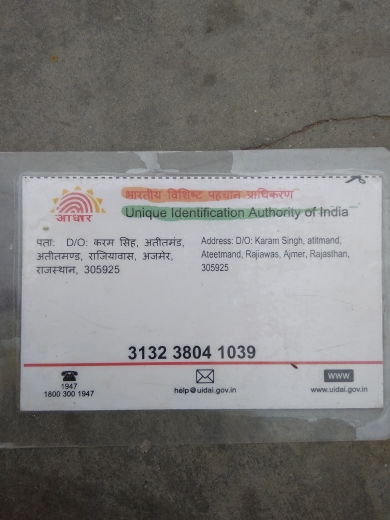 आधार
भारतीय विशिष्ट पहचान प्राधिकरण
Unique Identification Authority of India
पता: D/O: करम सिंह, अतीतमंड,
अतीतमण्ड, राजियावास, अजमेर,
राजस्थान, 305925
Address: D/O: Karam Singh, atitmand,
Ateetmand, Rajiawas, Ajmer, Rajasthan,
305925
3132 3804 1039
1947
1800 300 1947
help@uidai.gov.in
WWW
www.uidai.gov.in